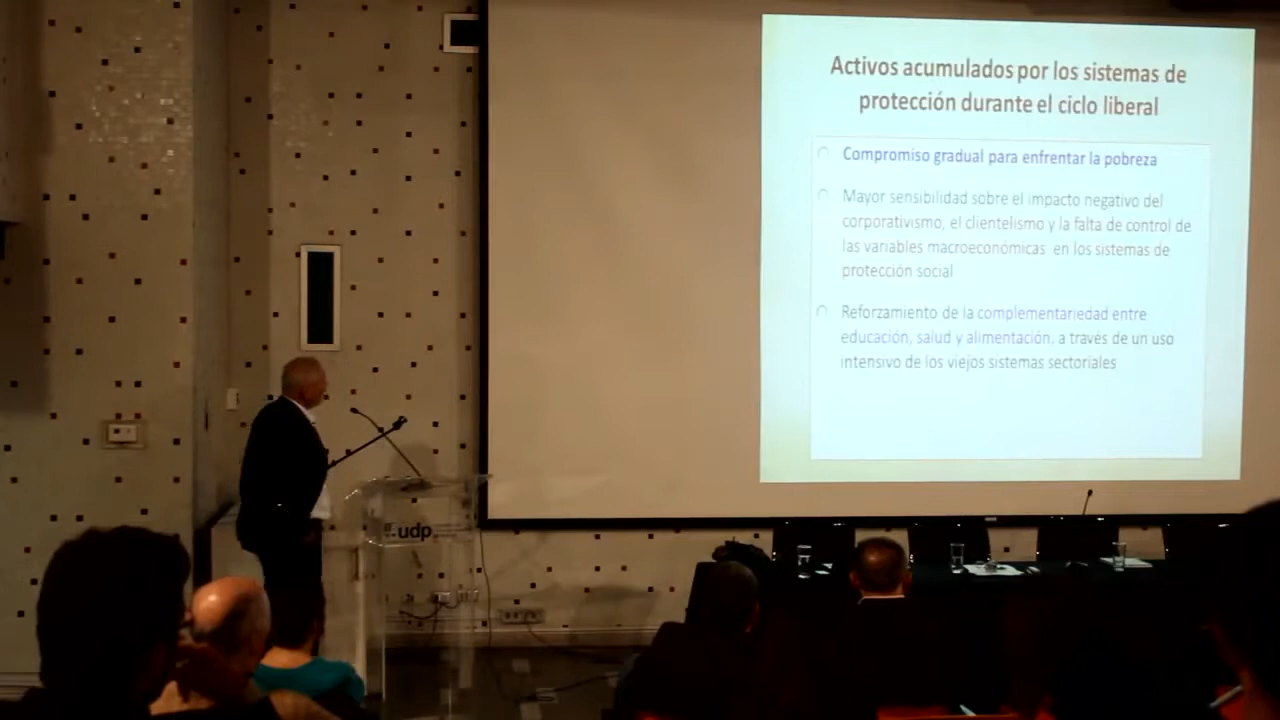 Activos acumulados por los sistemas de
protección durante el ciclo liberal
Compromiso gradual para enfrentar la pobreza
Mayor sensibilidad sobre el impacto negativo del
corporativismo, el clientelismo y la falta de control de
las variables macroeconómicas en los sistemas de
protección social
Reforzamiento de la complementariedad entre
educación, salud y alimentación, a través de un uso
intensivo de los viejos sistemas sectoriales
udp